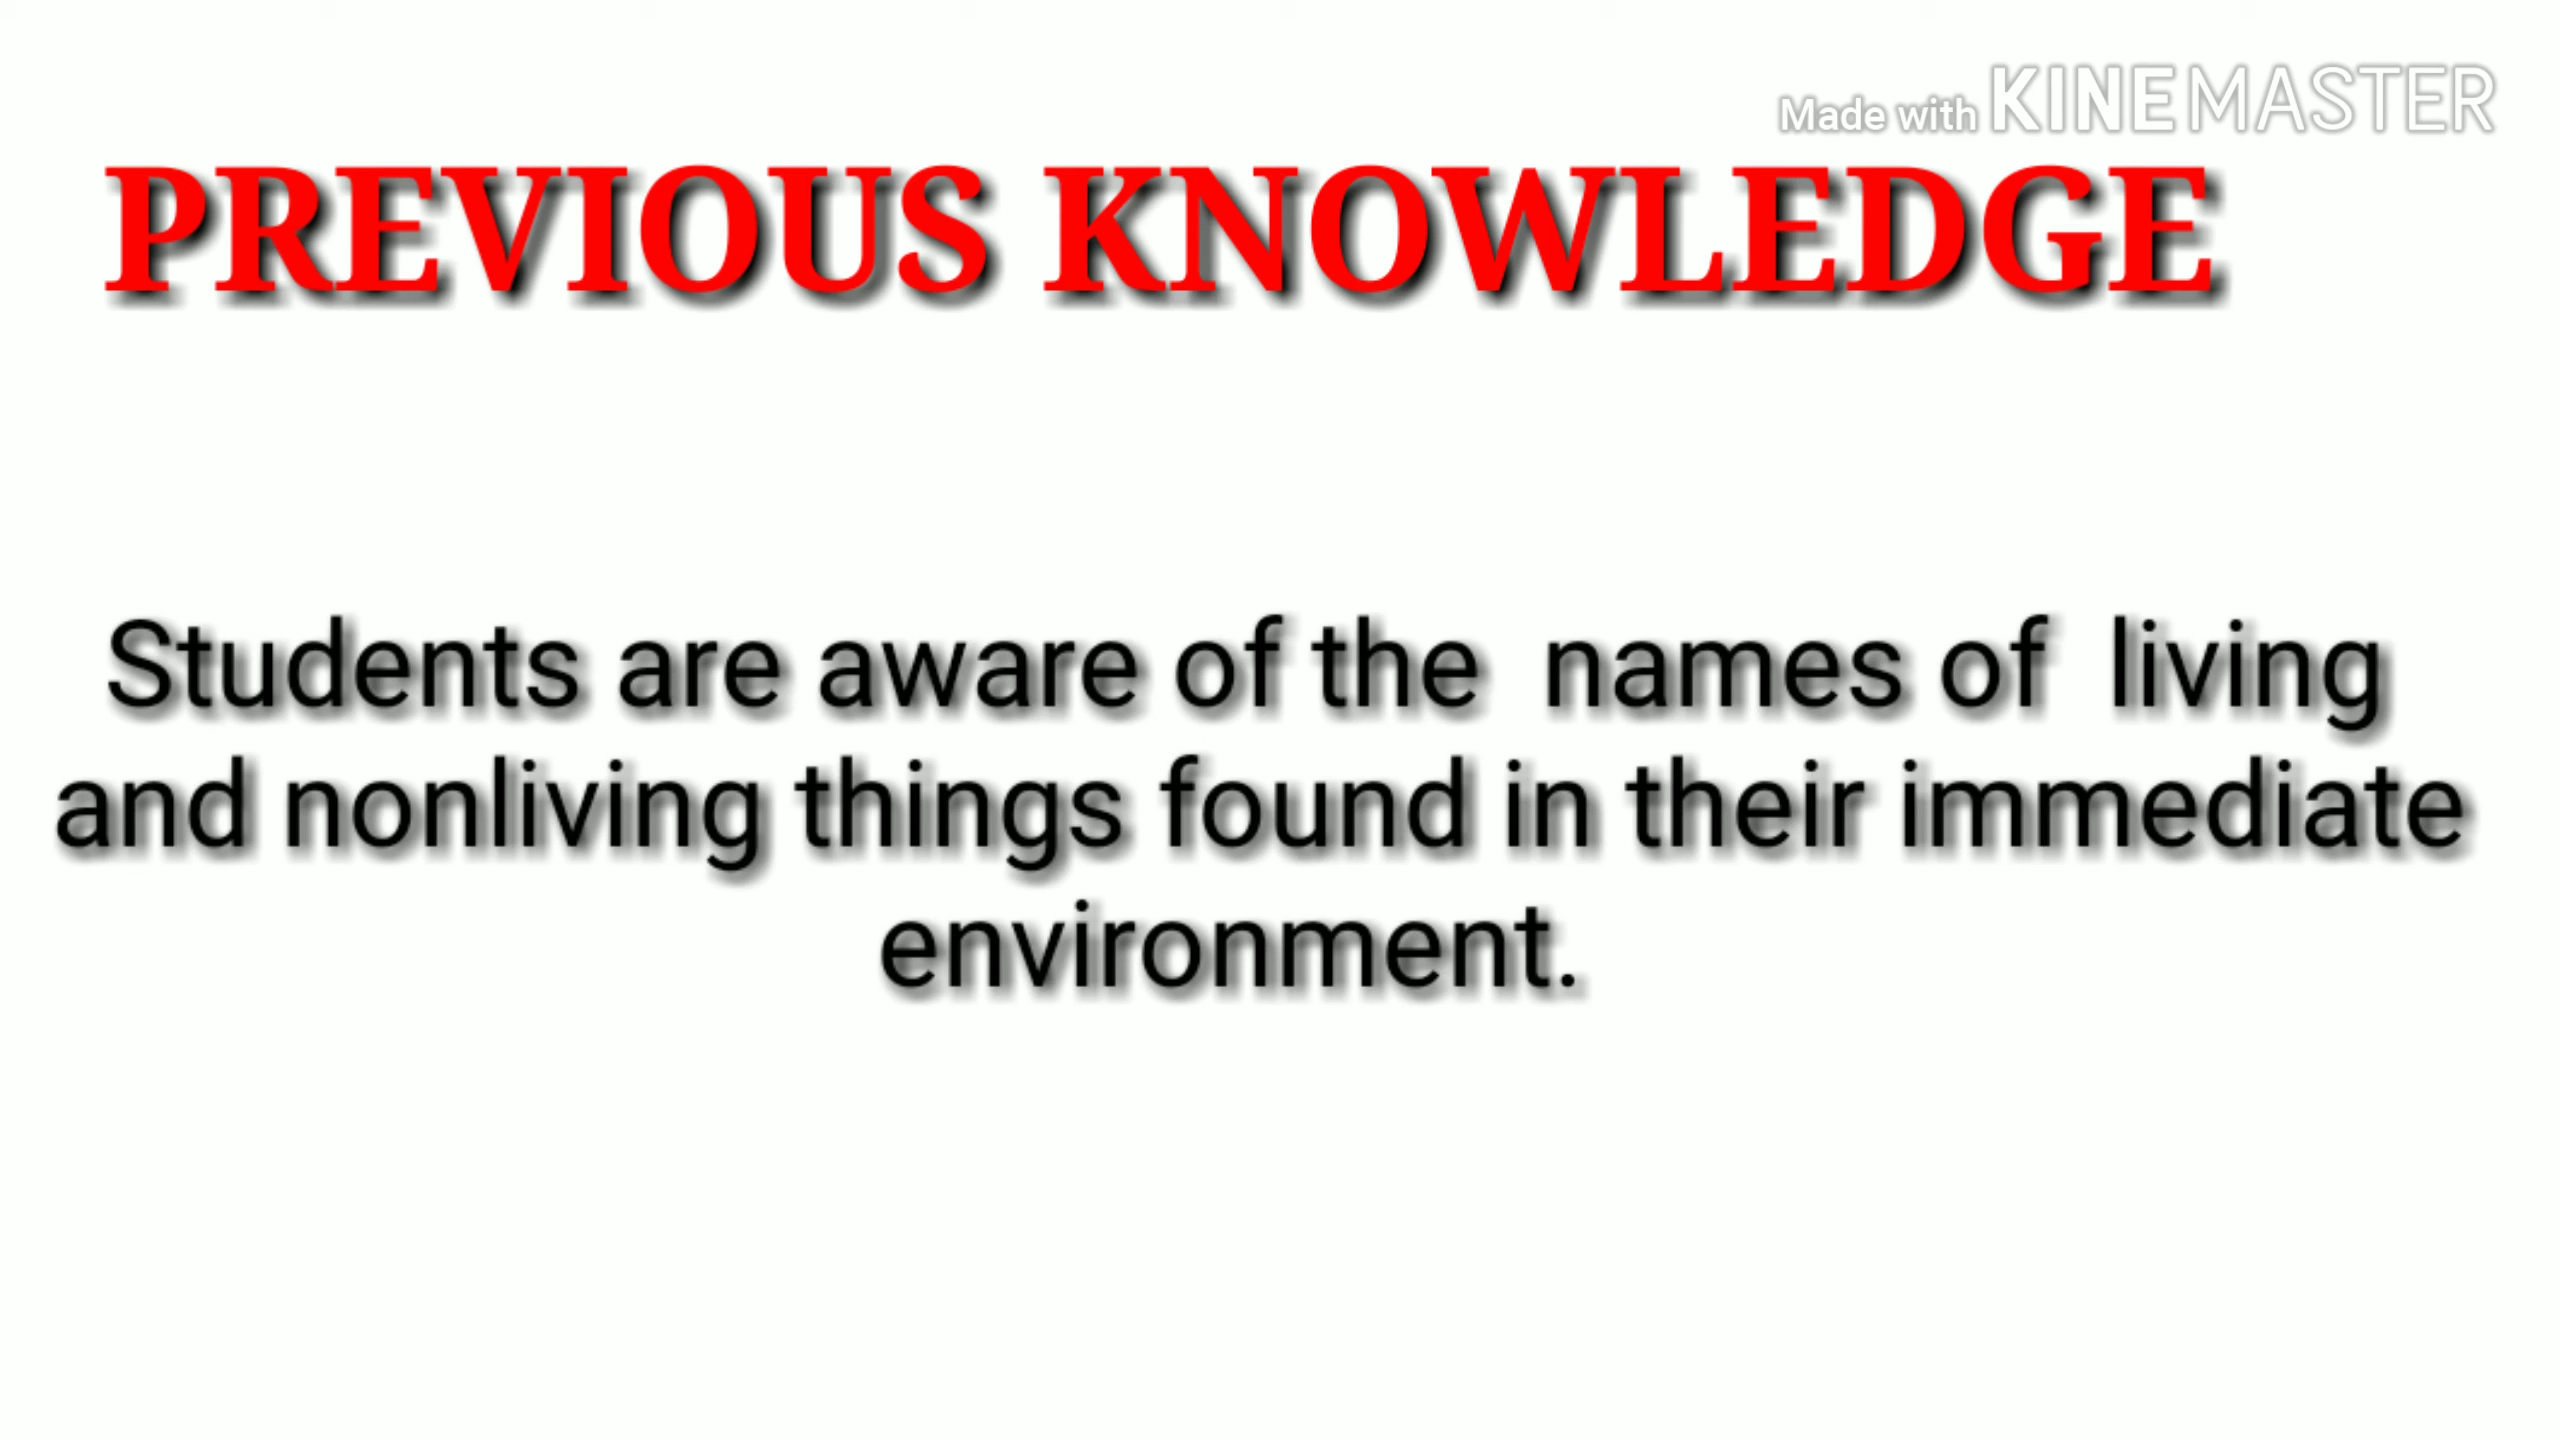 Made with KINEMASTER
PREVIOUS KNOWLEDGE
Students are aware of the  names of  living
and nonliving things found in their immediate
environment.